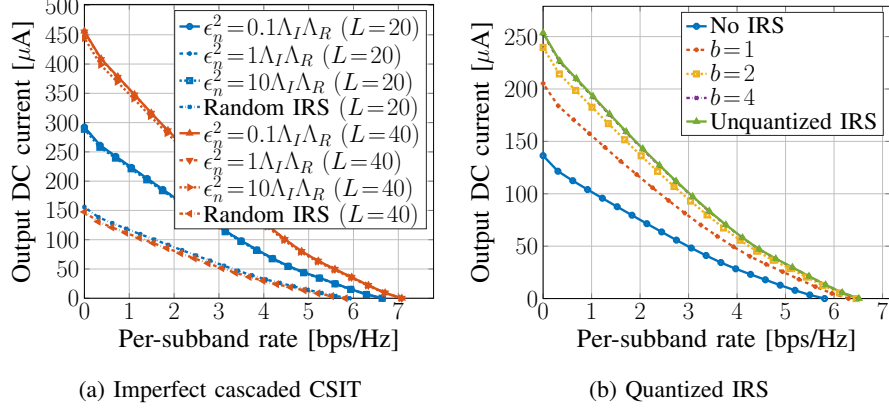 500
450
400
350
300
250
200
150
100
50
0
Output DC current [μA]
ϵ_n^2=0.1Λ_IΛ_R (L=20)
ϵ_n^2=1Λ_IΛ_R (L=20)
ϵ_n^2=10Λ_IΛ_R (L=20)
Random IRS (L=20)
ϵ_n^2=0.1Λ_IΛ_R (L=40)
ϵ_n^2=1Λ_IΛ_R (L=40)
ϵ_n^2=10Λ_IΛ_R (L=40)
Random IRS (L=40)
0 1 2 3 4 5 6 7
Per-subband rate [bps/Hz]
(a) Imperfect cascaded CSIT
250
200
150
100
50
0
Output DC current [μA]
No IRS
b=1
b=2
b=4
Unquantized IRS
0 1 2 3 4 5 6 7
Per-subband rate [bps/Hz]
(b) Quantized IRS